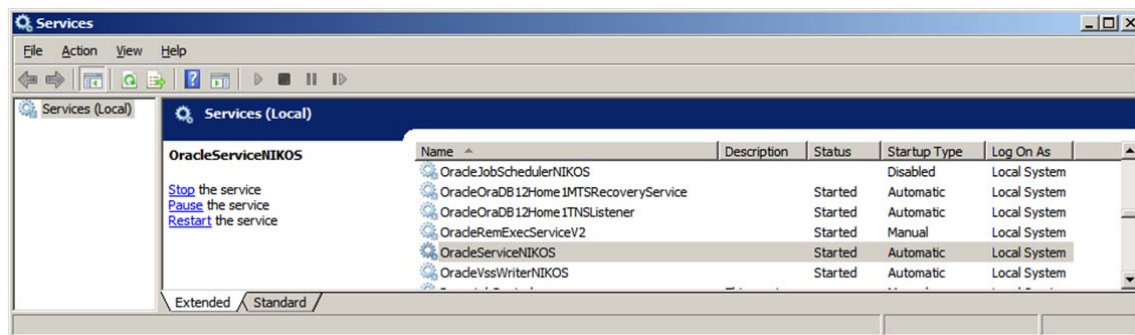 Services
File Action View Help
Services (Local)
Services (Local)
OracleServiceNIKOS
Stop the service
Pause the service
Restart the service
Name Description Status Startup Type Log On As
OracleJobSchedulerNIKOS Disabled Local System
OracleOraDB12Home1MTSRecoveryService Started Automatic Local System
OracleOraDB12Home1TNSListener Started Automatic Local System
OracleRemExecServiceV2 Started Manual Local System
OracleServiceNIKOS Started Automatic Local System
OracleVssWriterNIKOS Started Automatic Local System
Extended Standard